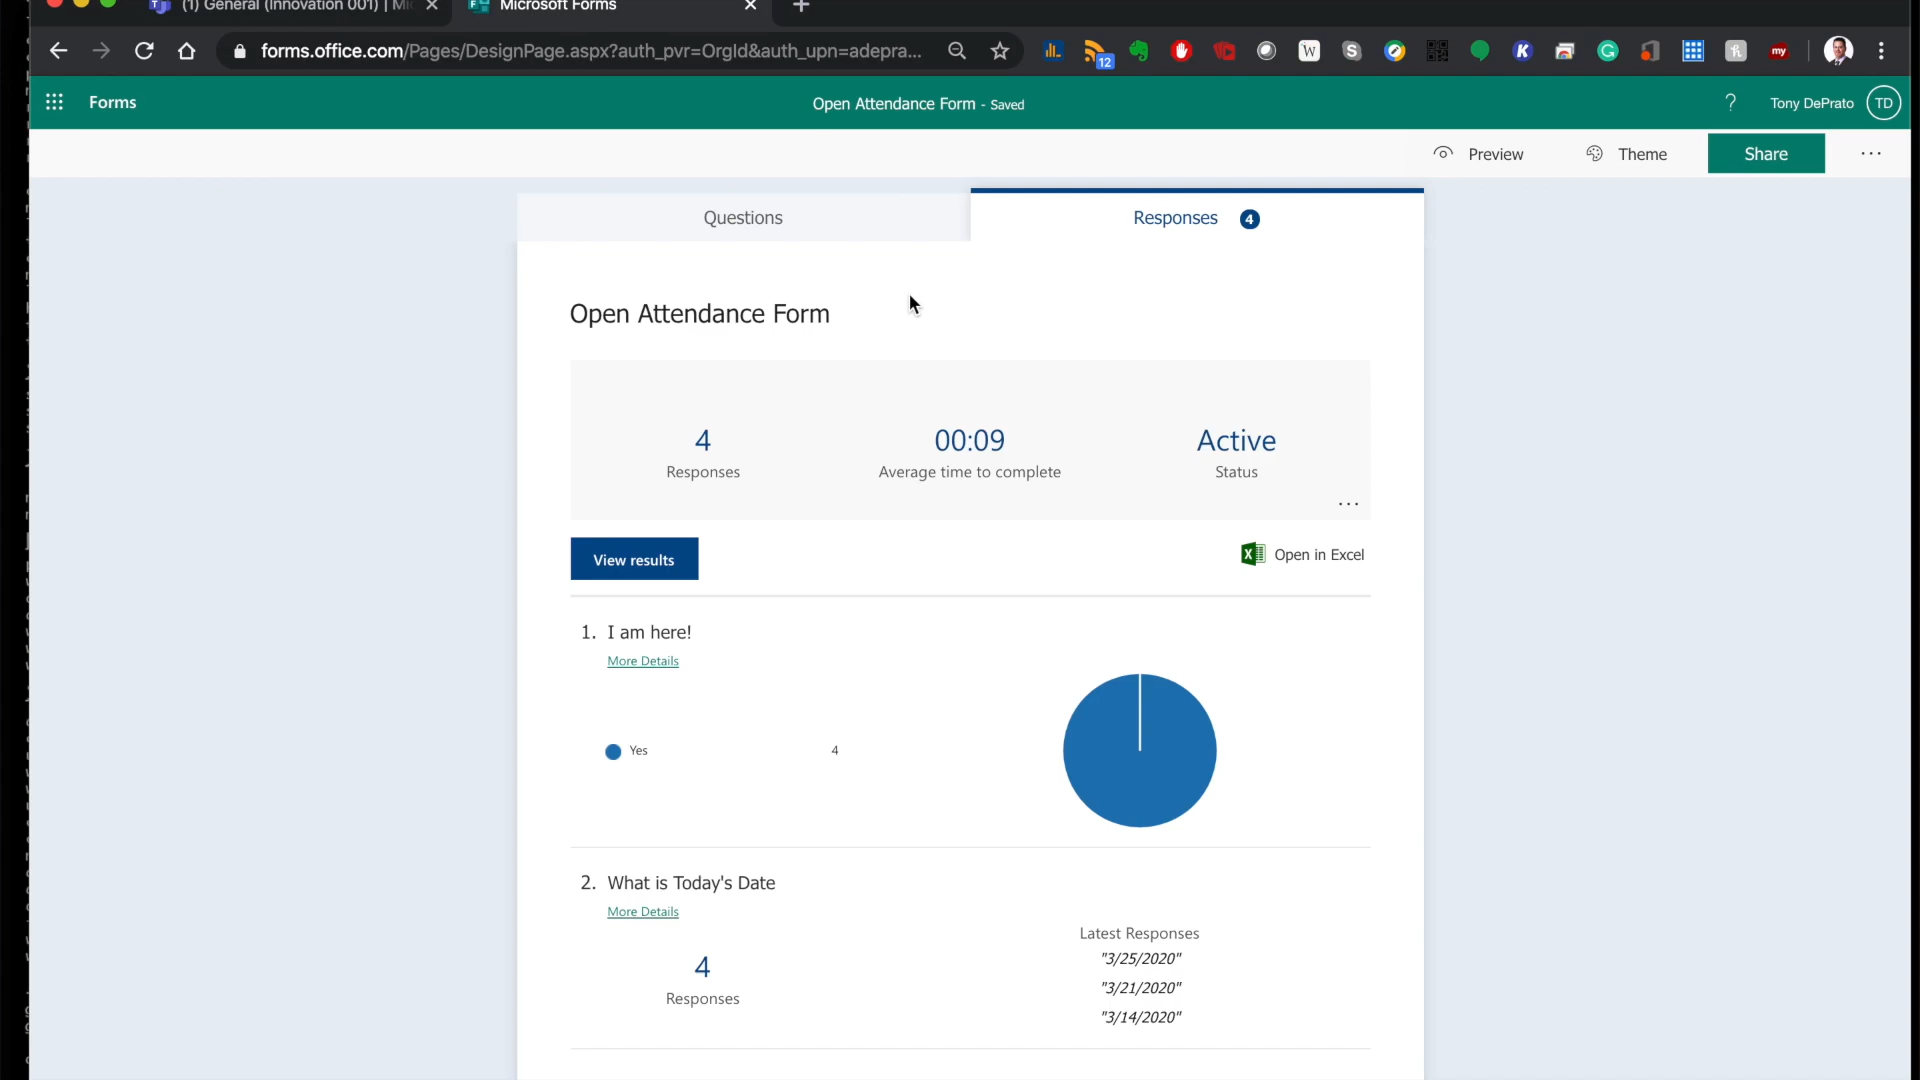 (1) General (Innovation 001) | Mi
Microsoft Forms
forms.office.com/Pages/DesignPage.aspx?auth_pvr=OrgId&auth_upn=adepra...
12
W
S
K
G
my
Forms
Open Attendance Form - Saved
?
Tony DePrato
TD
Preview
Theme
Share
...
Questions
Responses 4
Open Attendance Form
4
Responses
00:09
Average time to complete
Active
Status
...
View results
Open in Excel
1. I am here!
More Details
Yes
4
2. What is Today's Date
More Details
4
Responses
Latest Responses
"3/25/2020"
"3/21/2020"
"3/14/2020"